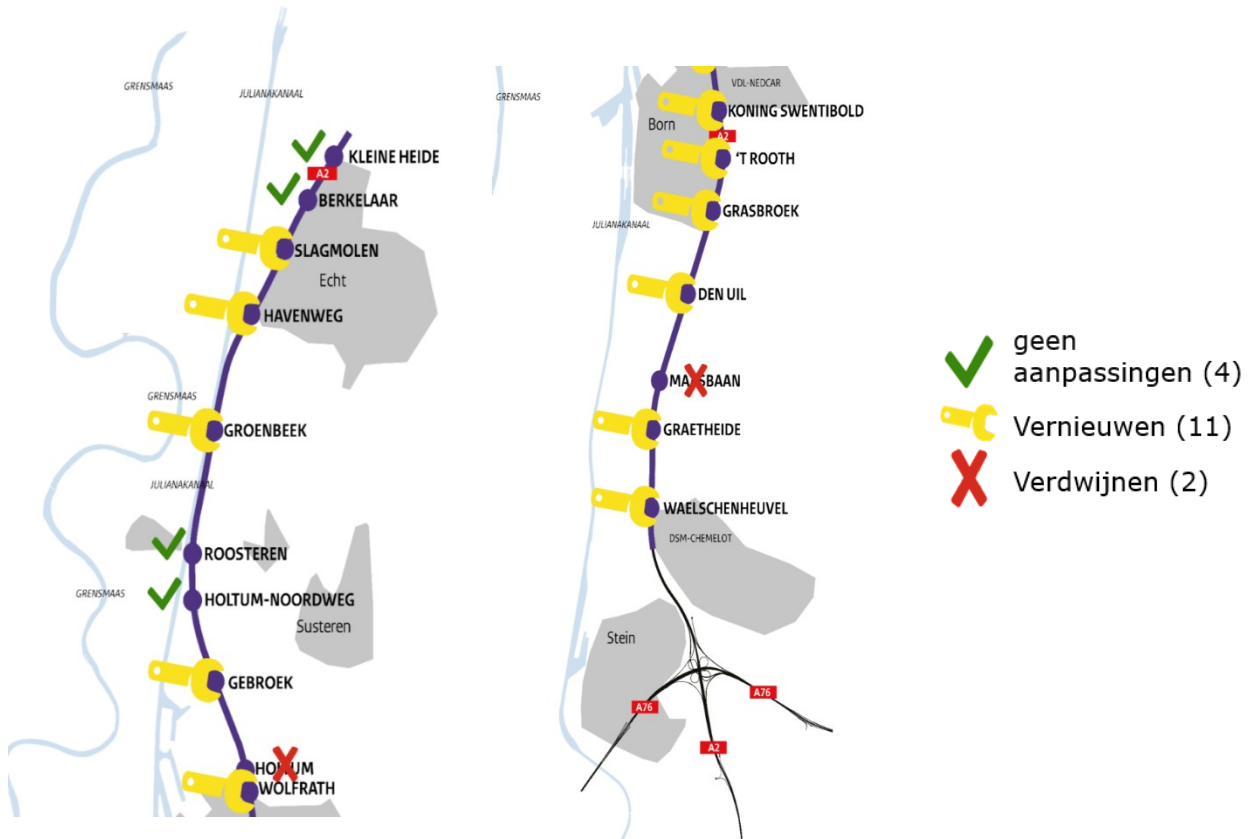 GRENSMAAS
JULIANAKANAAL
KLEINE HEIDE
A2
BERKELAAR
SLAGMOLEN
Echt
HAVENWEG
GRENSMAAS
GROENBEEK
JULIANAKANAAL
ROOSTEREN
HOLTUM-NOORDWEG
GRENSMAAS
Susteren
GEBROEK
HOLTUM
WOLFRATH
VDL-NEDCAR
GRENSMAAS
KONING SWENTIBOLD
Born
A2
'T ROOTH
GRASBROEK
JULIANAKANAAL
DEN UIL
MAASBAAN
GRAETHEIDE
WAELSCHENHEUVEL
DSM-CHEMELOT
Stein
A76
A76
A2
geen
aanpassingen (4)
Vernieuwen (11)
Verdwijnen (2)